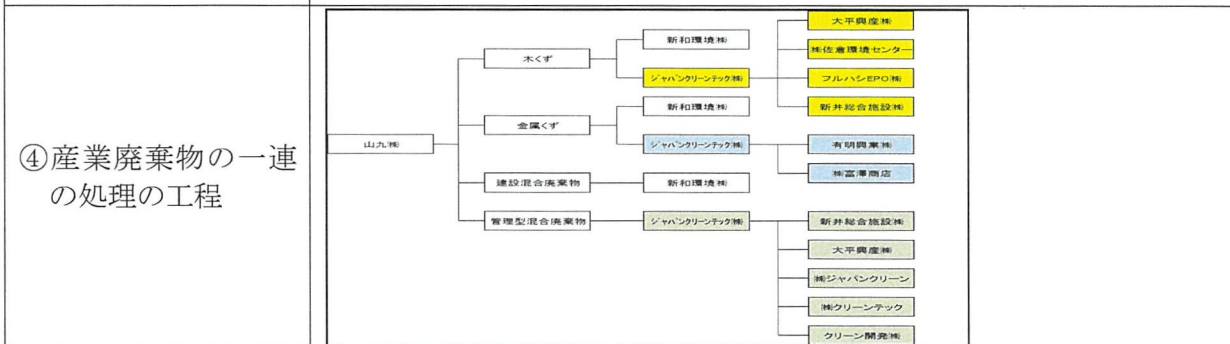 ④産業廃棄物の一連
の処理の工程
山九㈱
木くず
新和環境㈱
ジャパンクリーンテック㈱
大平興産㈱
㈱佐倉環境センター
フルハシEPO㈱
新井総合施設㈱
金属くず
新和環境㈱
ジャパンクリーンテック㈱
有明興業㈱
㈱富澤商店
建設混合廃棄物
新和環境㈱
管理型混合廃棄物
ジャパンクリーンテック㈱
新井総合施設㈱
大平興産㈱
㈱ジャパンクリーン
㈱クリーンテック
クリーン開発㈱